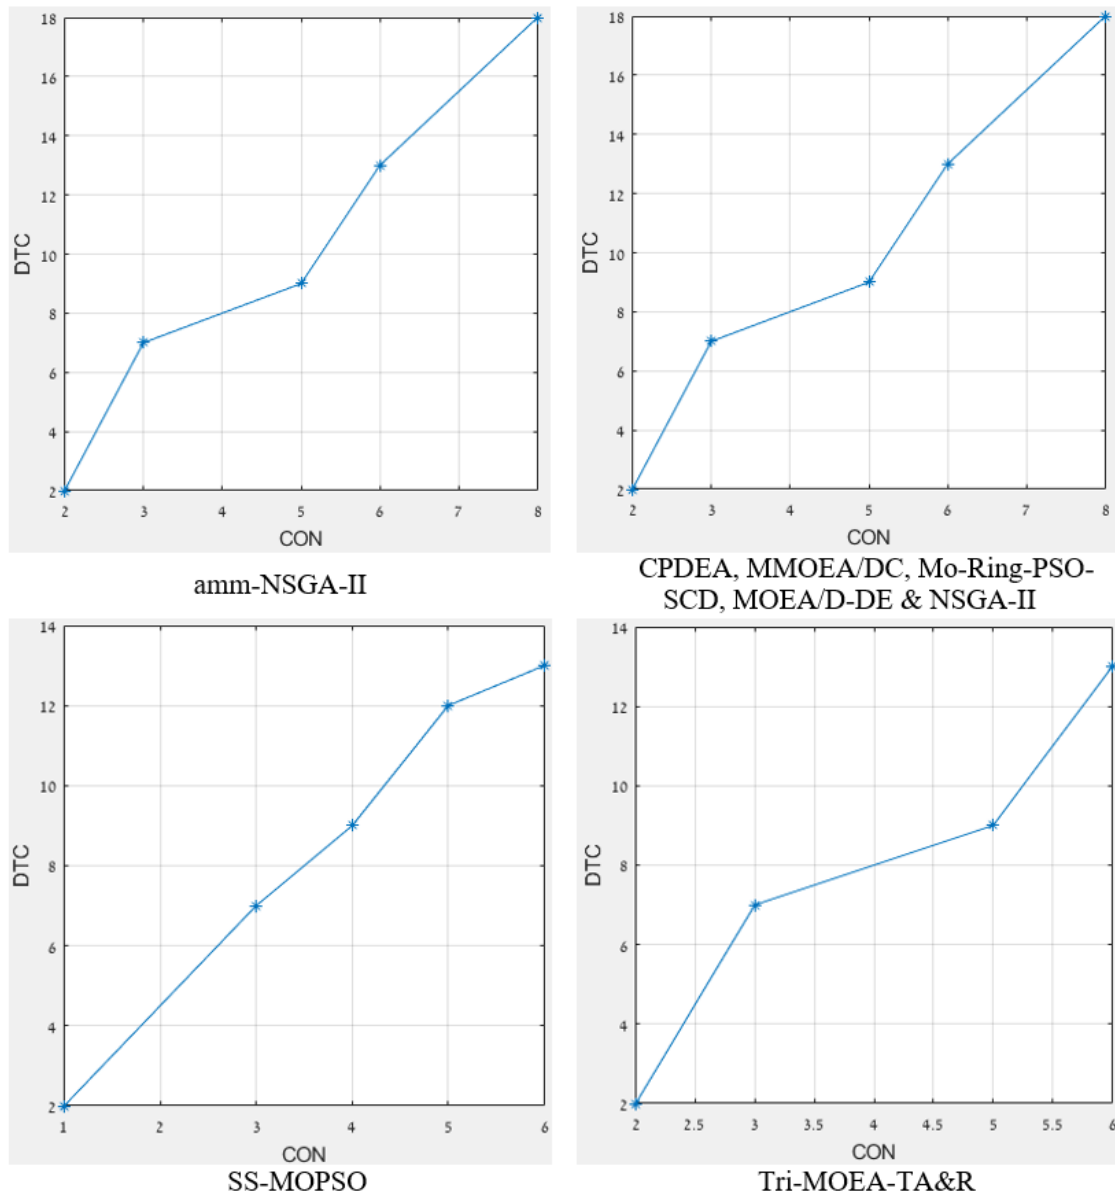 18
16
14
12
10
8
6
4
2
DTC
2 3 4 5 6 7 8
CON
amm-NSGA-II
18
16
14
12
10
8
6
4
2
DTC
2 3 4 5 6 7 8
CON
CPDEA, MMOEA/DC, Mo-Ring-PSO-
SCD, MOEA/D-DE & NSGA-II
14
12
10
8
6
4
2
DTC
1 2 3 4 5 6
CON
SS-MOPSO
14
12
10
8
6
4
2
DTC
2 2.5 3 3.5 4 4.5 5 5.5 6
CON
Tri-MOEA-TA&R